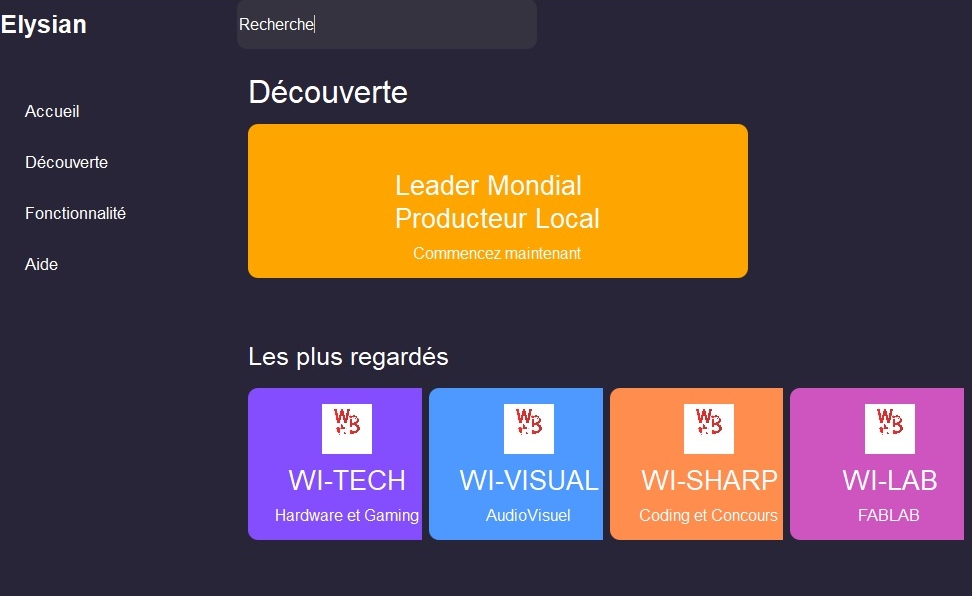 Elysian
Recherche
Accueil
Découverte
Fonctionnalité
Aide
Découverte
Leader Mondial
Producteur Local
Commencez maintenant
Les plus regardés
WB
WI-TECH
Hardware et Gaming
WB
WI-VISUAL
AudioVisuel
WB
WI-SHARP
Coding et Concours
WB
WI-LAB
FABLAB